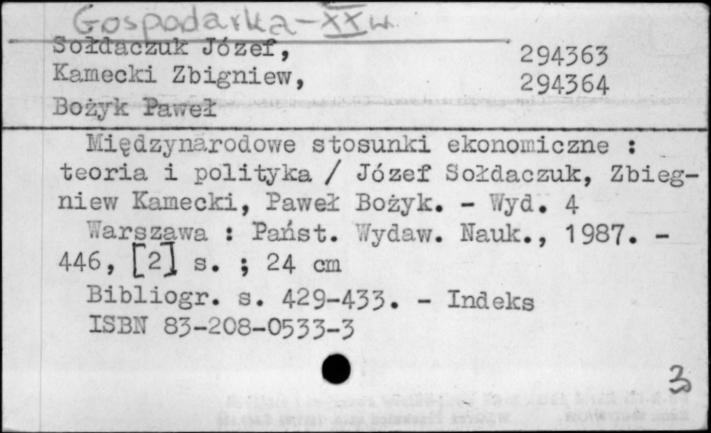 Gospodarka - XX w
Sołdaczuk Józef, 294363
Kamecki Zbigniew, 294364
Bożyk Paweł
Międzynarodowe stosunki ekonomiczne :
teoria i polityka / Józef Sołdaczuk, Zbieg-
niew Kamecki, Paweł Bożyk. - Wyd. 4
Warszawa : Państ. Wydaw. Nauk., 1987. -
446, [2] s. ; 24 cm
Bibliogr. s. 429-433. - Indeks
ISBN 83-208-0533-3
3